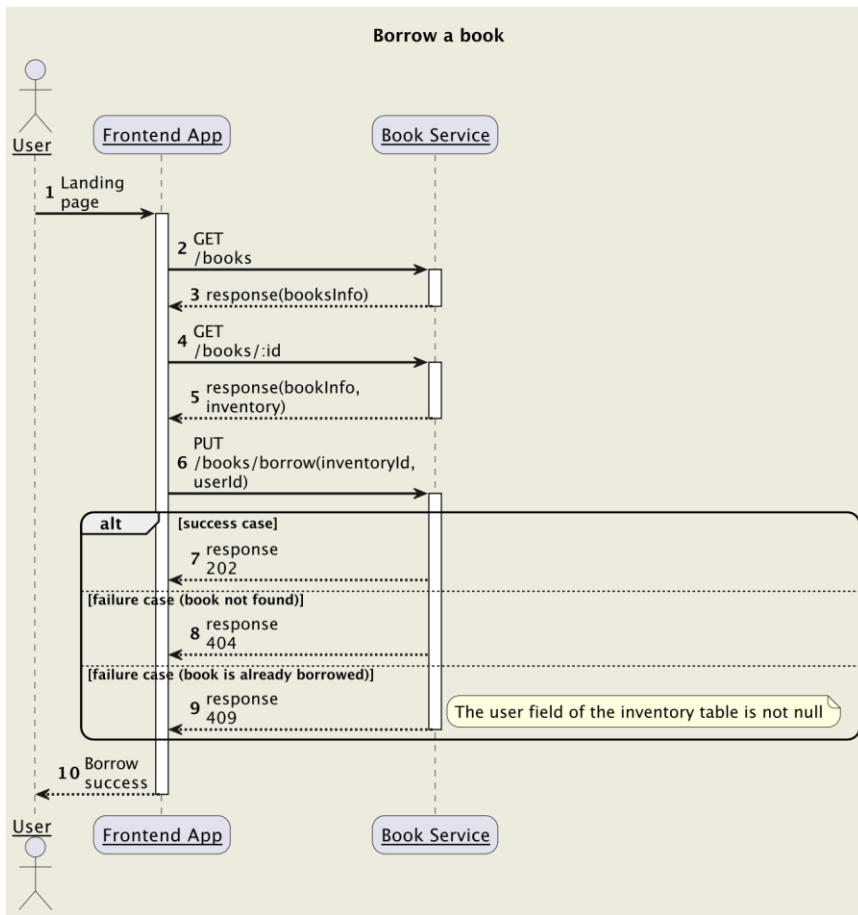 Borrow a book
User
Frontend App
Book Service
1 Landing
page
2 GET
/books
3 response(booksInfo)
4 GET
/books/:id
5 response(bookInfo,
inventory)
PUT
6 /books/borrow(inventoryId,
userId)
alt [success case]
7 response
202
[failure case (book not found)]
8 response
404
[failure case (book is already borrowed)]
9 response
409
The user field of the inventory table is not null
10 Borrow
success
User
Frontend App
Book Service